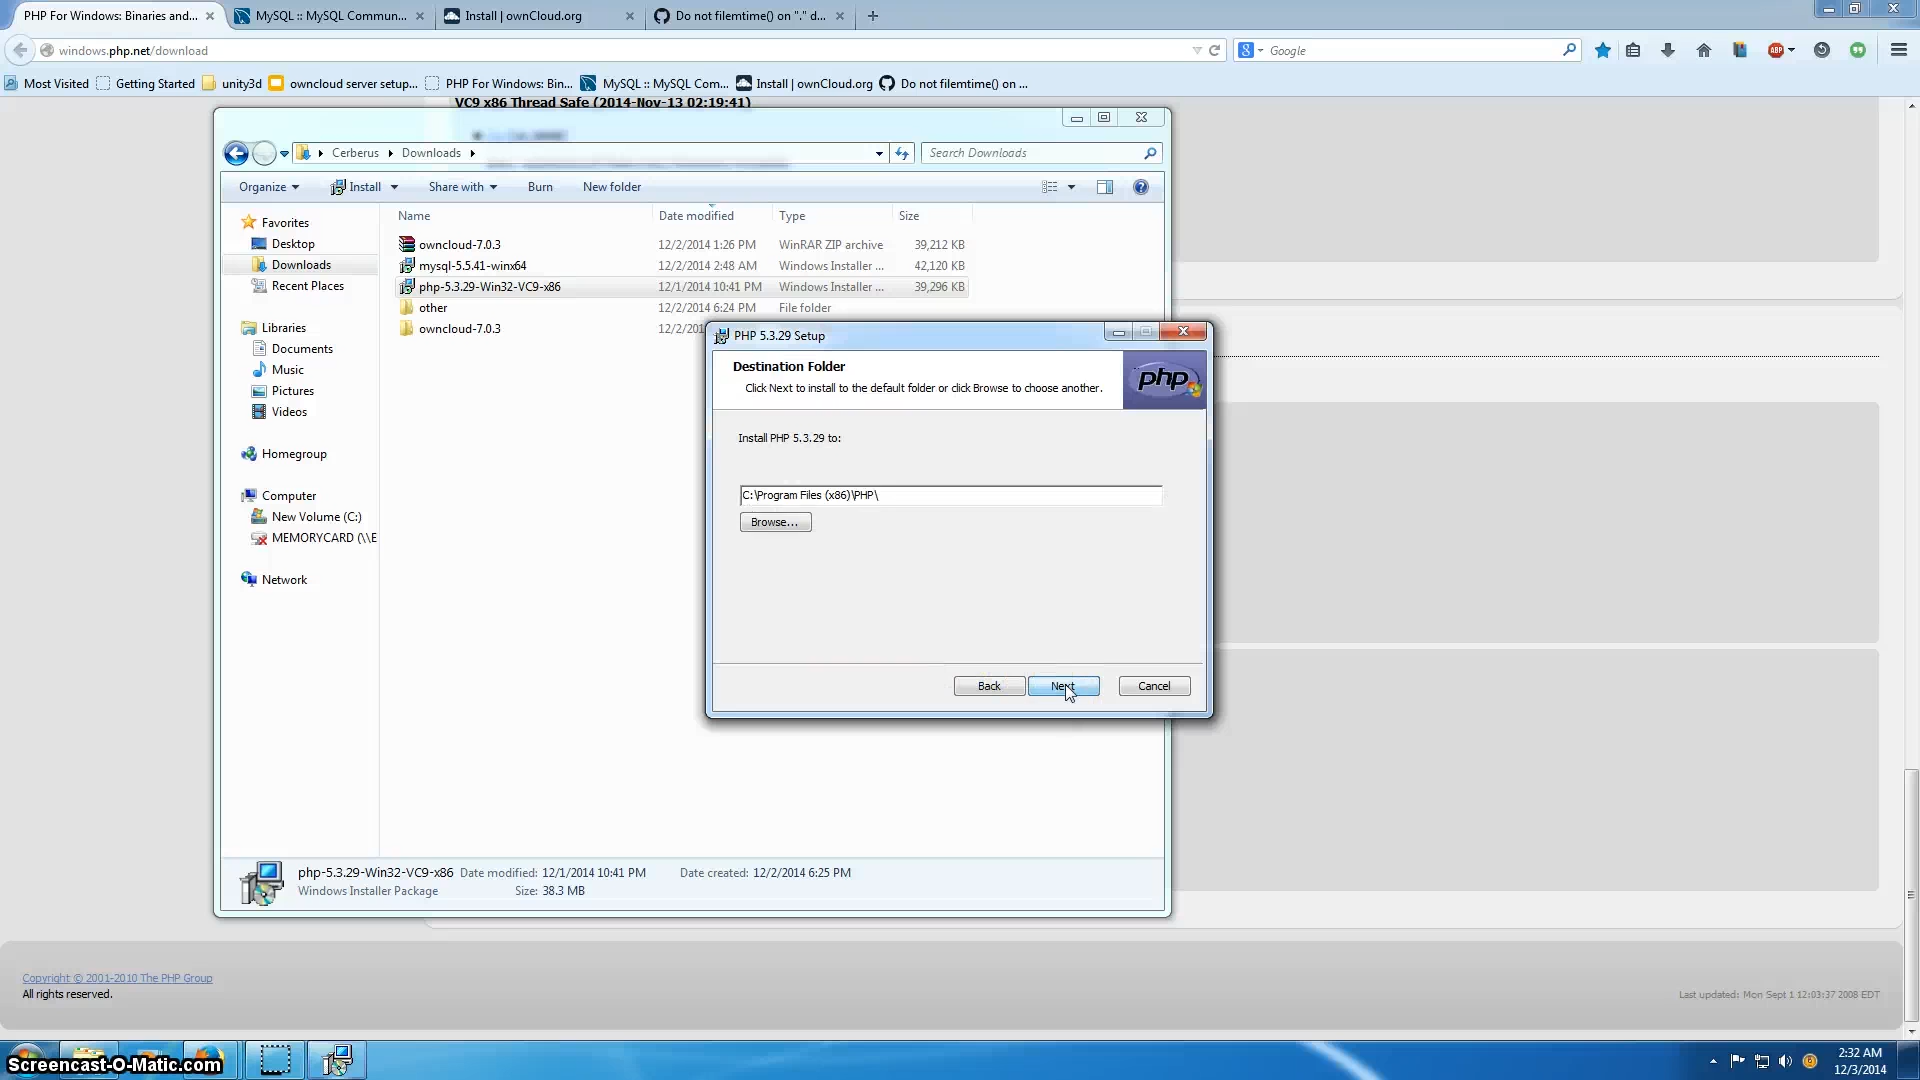 PHP For Windows: Binaries and...
MySQL :: MySQL Commun...
Install | ownCloud.org
Do not filemtime() on "." d...
windows.php.net/download
Google
Most Visited
Getting Started
unity3d
owncloud server setup...
PHP For Windows: Bin...
MySQL :: MySQL Com...
Install | ownCloud.org
Do not filemtime() on ...
VC9 x86 Thread Safe (2014-Nov-13 02:19:41)
Cerberus
Downloads
Search Downloads
Organize
Install
Share with
Burn
New folder
Name
Date modified
Type
Size
Favorites
Desktop
Downloads
Recent Places
Libraries
Documents
Music
Pictures
Videos
Homegroup
Computer
New Volume (C:)
MEMORYCARD (\\E
Network
owncloud-7.0.3 12/2/2014 1:26 PM WinRAR ZIP archive 39,212 KB
mysql-5.5.41-winx64 12/2/2014 2:48 AM Windows Installer ... 42,120 KB
php-5.3.29-Win32-VC9-x86 12/1/2014 10:41 PM Windows Installer ... 39,296 KB
other 12/2/2014 6:24 PM File folder
owncloud-7.0.3 12/2/201
PHP 5.3.29 Setup
Destination Folder
Click Next to install to the default folder or click Browse to choose another.
php
Install PHP 5.3.29 to:
C:\Program Files (x86)\PHP\
Browse...
Back
Next
Cancel
php-5.3.29-Win32-VC9-x86 Date modified: 12/1/2014 10:41 PM Date created: 12/2/2014 6:25 PM
Windows Installer Package Size: 38.3 MB
Copyright © 2001-2010 The PHP Group
All rights reserved.
Last updated: Mon Sept 1 12:03:37 2008 EDT
Screencast-O-Matic.com
2:32 AM
12/3/2014